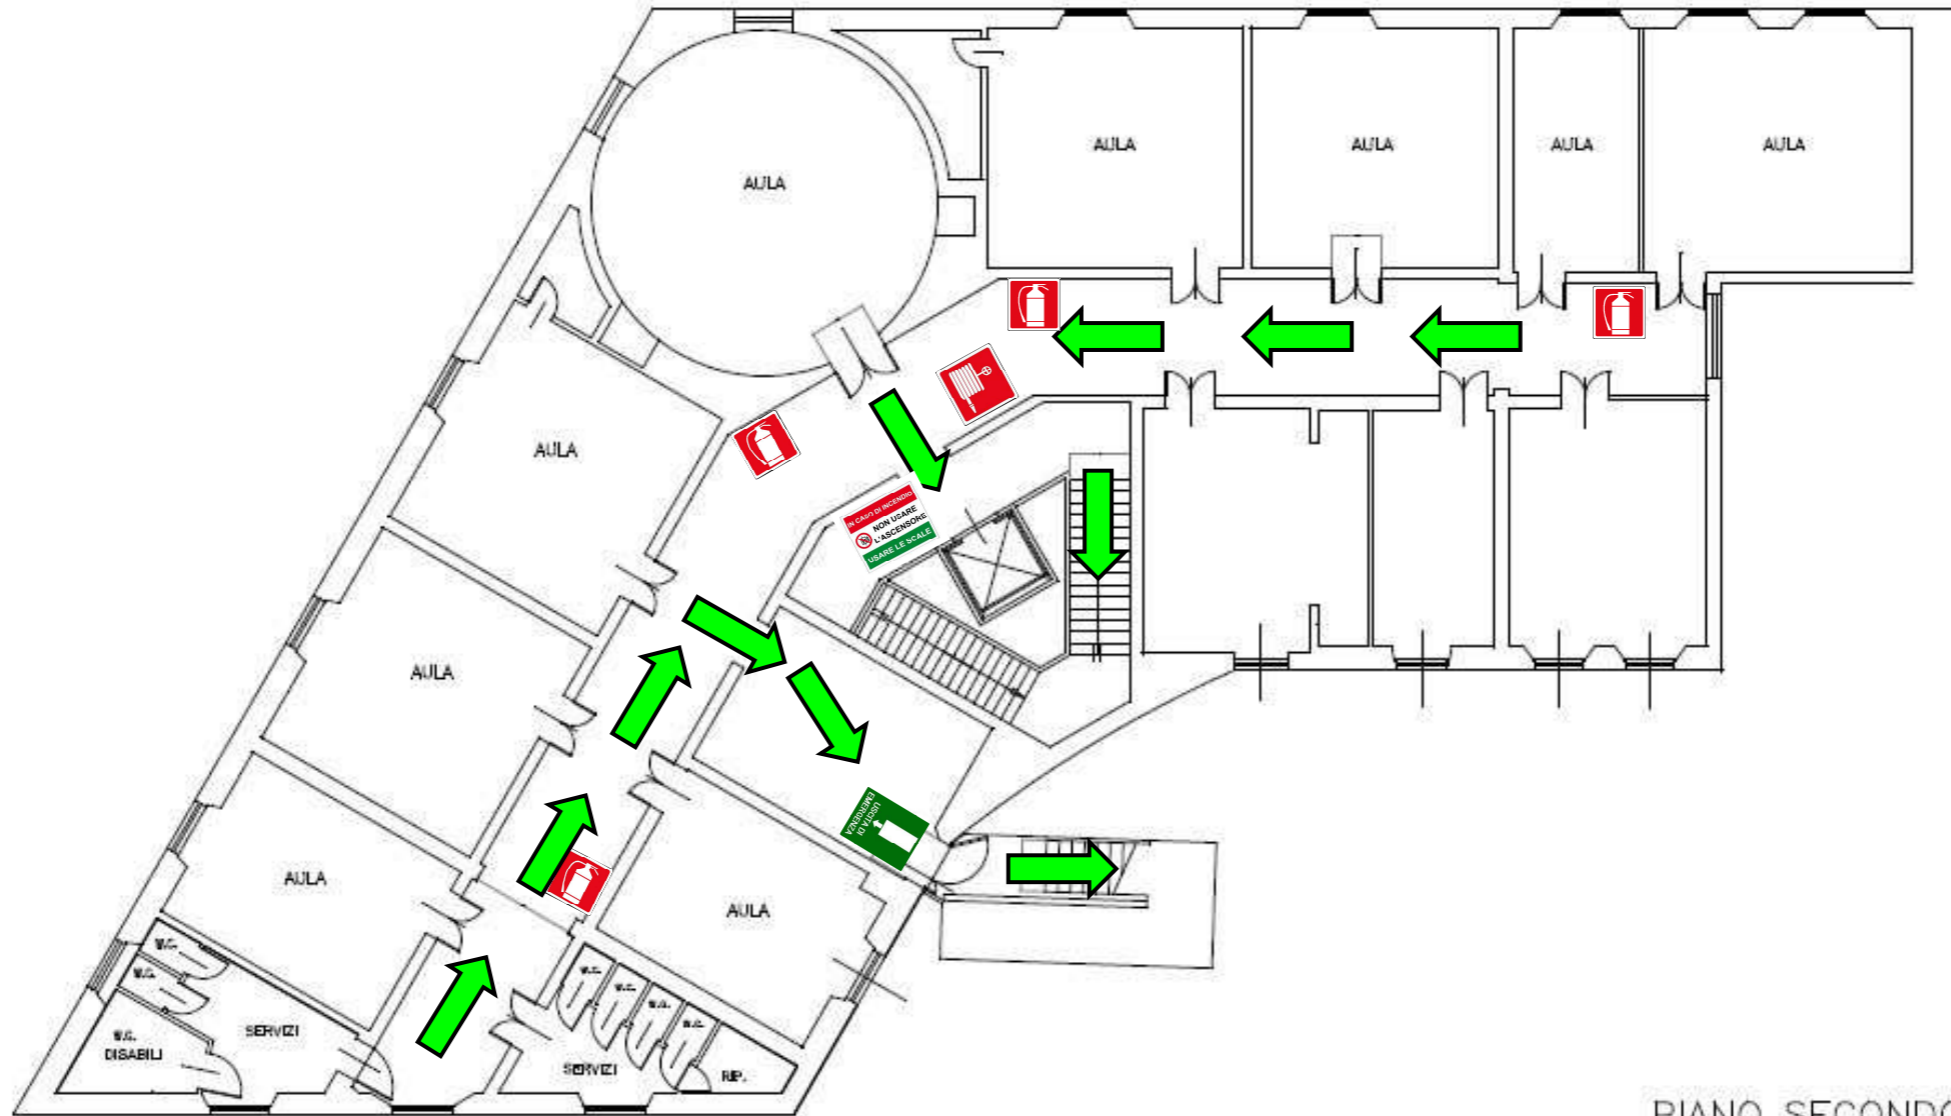 AULA
AULA
AULA
AULA
AULA
AULA
IN CASO DI INCENDIO
NON USARE
L'ASCENSORE
USARE LE SCALE
AULA
USCITA DI
EMERGENZA
AULA
AULA
W.C.
W.C.
W.C.
DISABILI
SERVIZI
W.C.
W.C.
W.C.
W.C.
SERVIZI
RIP.
PIANO SECONDO